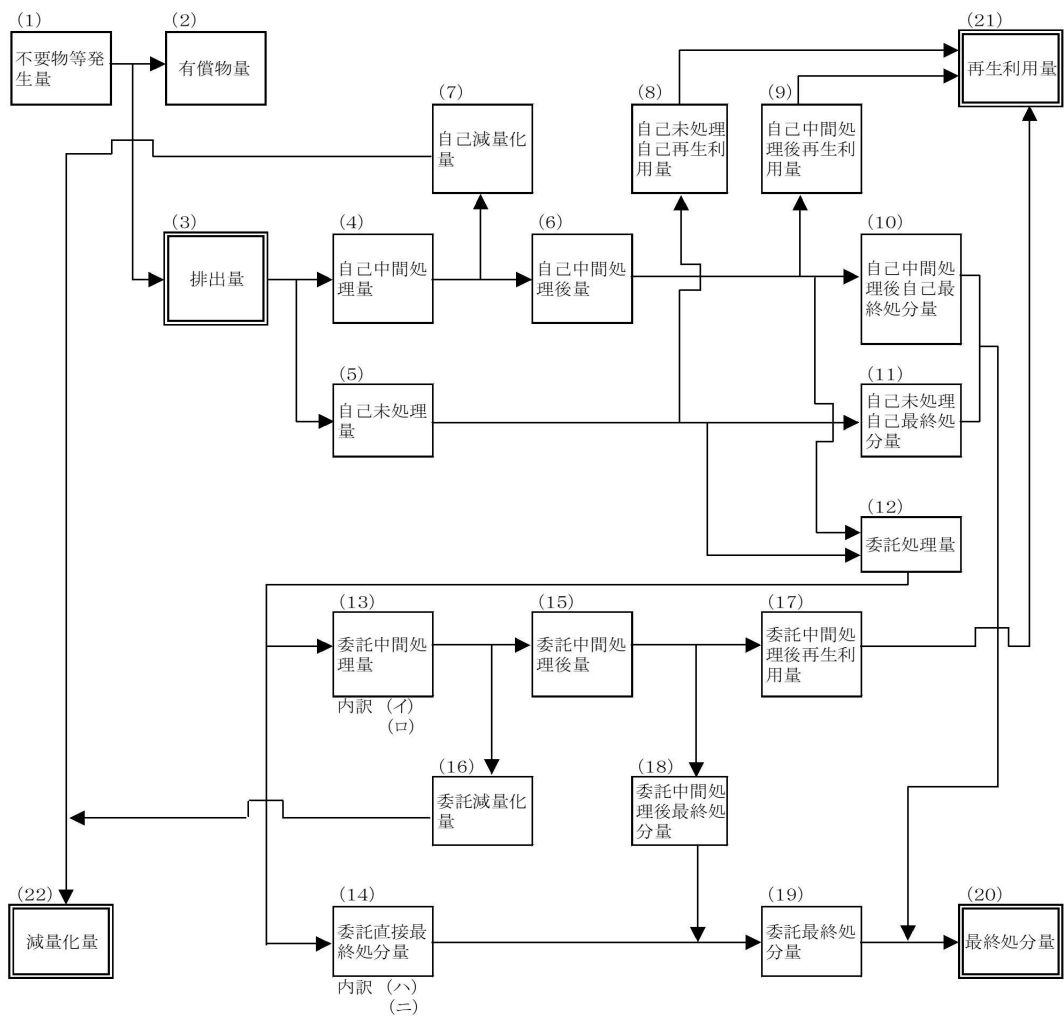 (1)
不要物等発
生量
(2)
有償物量
(21)
再生利用量
(7)
自己減量化
量
(8)
自己未処理
自己再生利
用量
(9)
自己中間処
理後再生利
用量
(3)
排出量
(4)
自己中間処
理量
(6)
自己中間処
理後量
(10)
自己中間処
理後自己最
終処分量
(5)
自己未処理
量
(11)
自己未処理
自己最終処
分量
(12)
委託処理量
(13)
委託中間処
理量
内訳 (イ)
(ロ)
(15)
委託中間処
理後量
(17)
委託中間処
理後再生利
用量
(16)
委託減量化
量
(18)
委託中間処
理後最終処
分量
(22)
減量化量
(14)
委託直接最
終処分量
内訳 (ハ)
(ニ)
(19)
委託最終処
分量
(20)
最終処分量